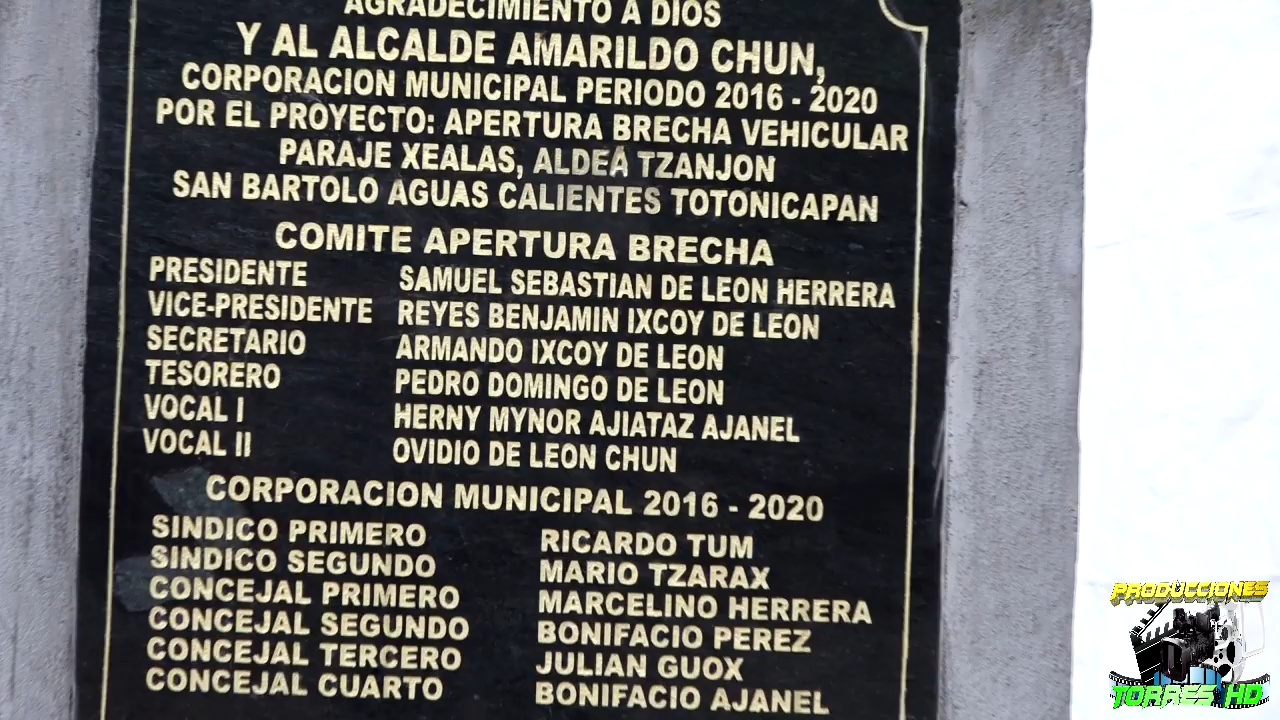 AGRADECIMIENTO A DIOS
Y AL ALCALDE AMARILDO CHUN,
CORPORACION MUNICIPAL PERIODO 2016 - 2020
POR EL PROYECTO: APERTURA BRECHA VEHICULAR
PARAJE XEALAS, ALDEA TZANJON
SAN BARTOLO AGUAS CALIENTES TOTONICAPAN
COMITE APERTURA BRECHA
PRESIDENTE SAMUEL SEBASTIAN DE LEON HERRERA
VICE-PRESIDENTE REYES BENJAMIN IXCOY DE LEON
SECRETARIO ARMANDO IXCOY DE LEON
TESORERO PEDRO DOMINGO DE LEON
VOCAL I HERNY MYNOR AJIATAZ AJANEL
VOCAL II OVIDIO DE LEON CHUN
CORPORACION MUNICIPAL 2016 - 2020
SINDICO PRIMERO RICARDO TUM
SINDICO SEGUNDO MARIO TZARAX
CONCEJAL PRIMERO MARCELINO HERRERA
CONCEJAL SEGUNDO BONIFACIO PEREZ
CONCEJAL TERCERO JULIAN GUOX
CONCEJAL CUARTO BONIFACIO AJANEL
PRODUCCIONES
TORRES HD